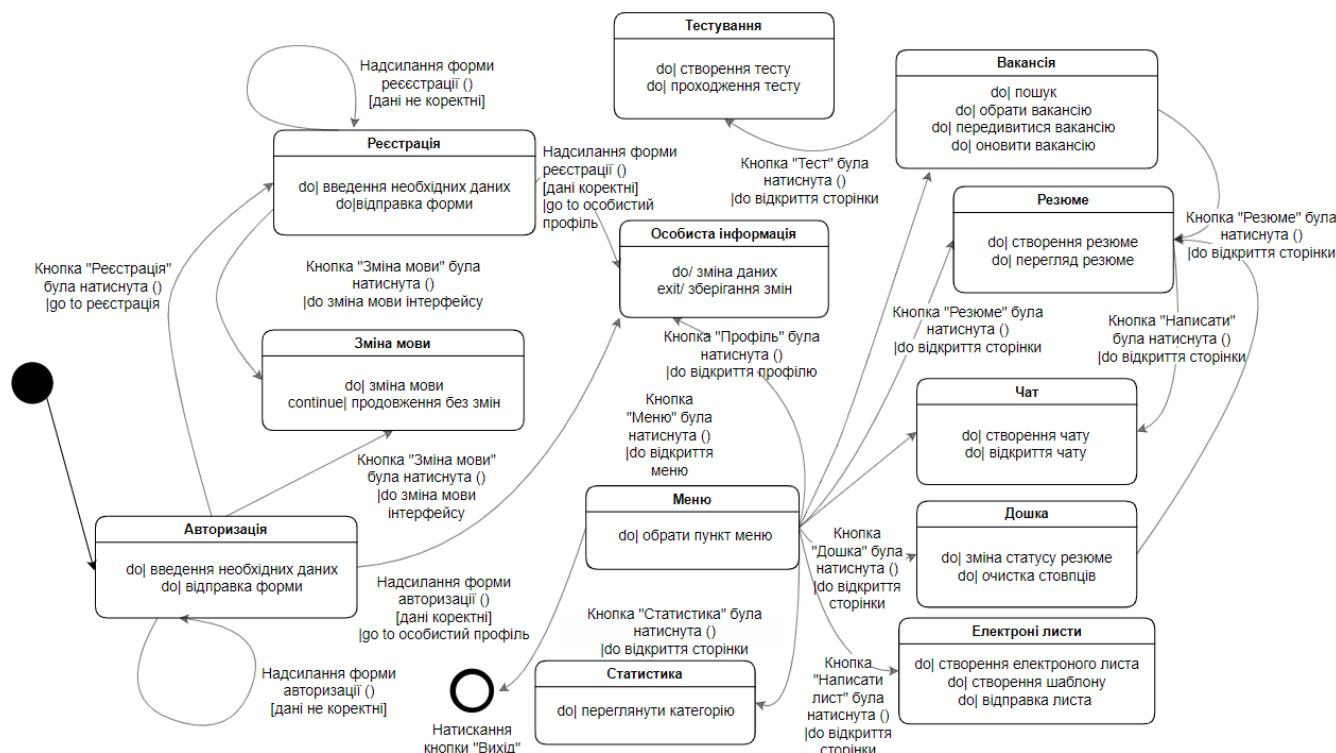 Тестування
do| створення тесту
do| проходження тесту
Вакансія
do| пошук
do| обрати вакансію
do| передивитися вакансію
do| оновити вакансію
Надсилання форми
реєєстрації ()
[дані не коректні]
Реєстрація
do| введення необхідних даних
do|відправка форми
Надсилання форми
реєстрації ()
[дані коректні]
|go to особистий
профіль
Кнопка "Тест" була
натиснута ()
|do відкриття сторінки
Резюме
do| створення резюме
do| перегляд резюме
Кнопка "Резюме" була
натиснута ()
|do відкриття сторінки
Особиста інформація
do/ зміна даних
exit/ зберігання змін
Кнопка "Реєстрація"
була натиснута ()
|go to реєстрація
Кнопка "Зміна мови" була
натиснута ()
|do зміна мови інтерфейсу
Кнопка "Резюме" була
натиснута ()
|do відкриття сторінки
Кнопка "Написати"
була натиснута ()
|do відкриття сторінки
Зміна мови
do| зміна мови
continue| продовження без змін
Кнопка "Профіль" була
натиснута ()
|do відкриття профілю
Чат
do| створення чату
do| відкриття чату
Кнопка
"Меню" була
натиснута ()
|do відкриття
меню
Кнопка "Зміна мови"
була натиснута ()
|do зміна мови
інтерфейсу
Меню
do| обрати пункт меню
Авторизація
do| введення необхідних даних
do| відправка форми
Дошка
do| зміна статусу резюме
do| очистка стовпців
Кнопка
"Дошка" була
натиснута ()
|do відкриття
сторінки
Надсилання форми
авторизації ()
[дані коректні]
|go to особистий профіль
Кнопка "Статистика" була
натиснута ()
|do відкриття сторінки
Електроні листи
do| створення електроного листа
do| створення шаблону
do| відправка листа
Надсилання форми
авторизації ()
[дані не коректні]
Статистика
do| переглянути категорію
Кнопка
"Написати
лист" була
натиснута ()
|do відкриття
сторінки
Натискання
кнопки "Вихід"